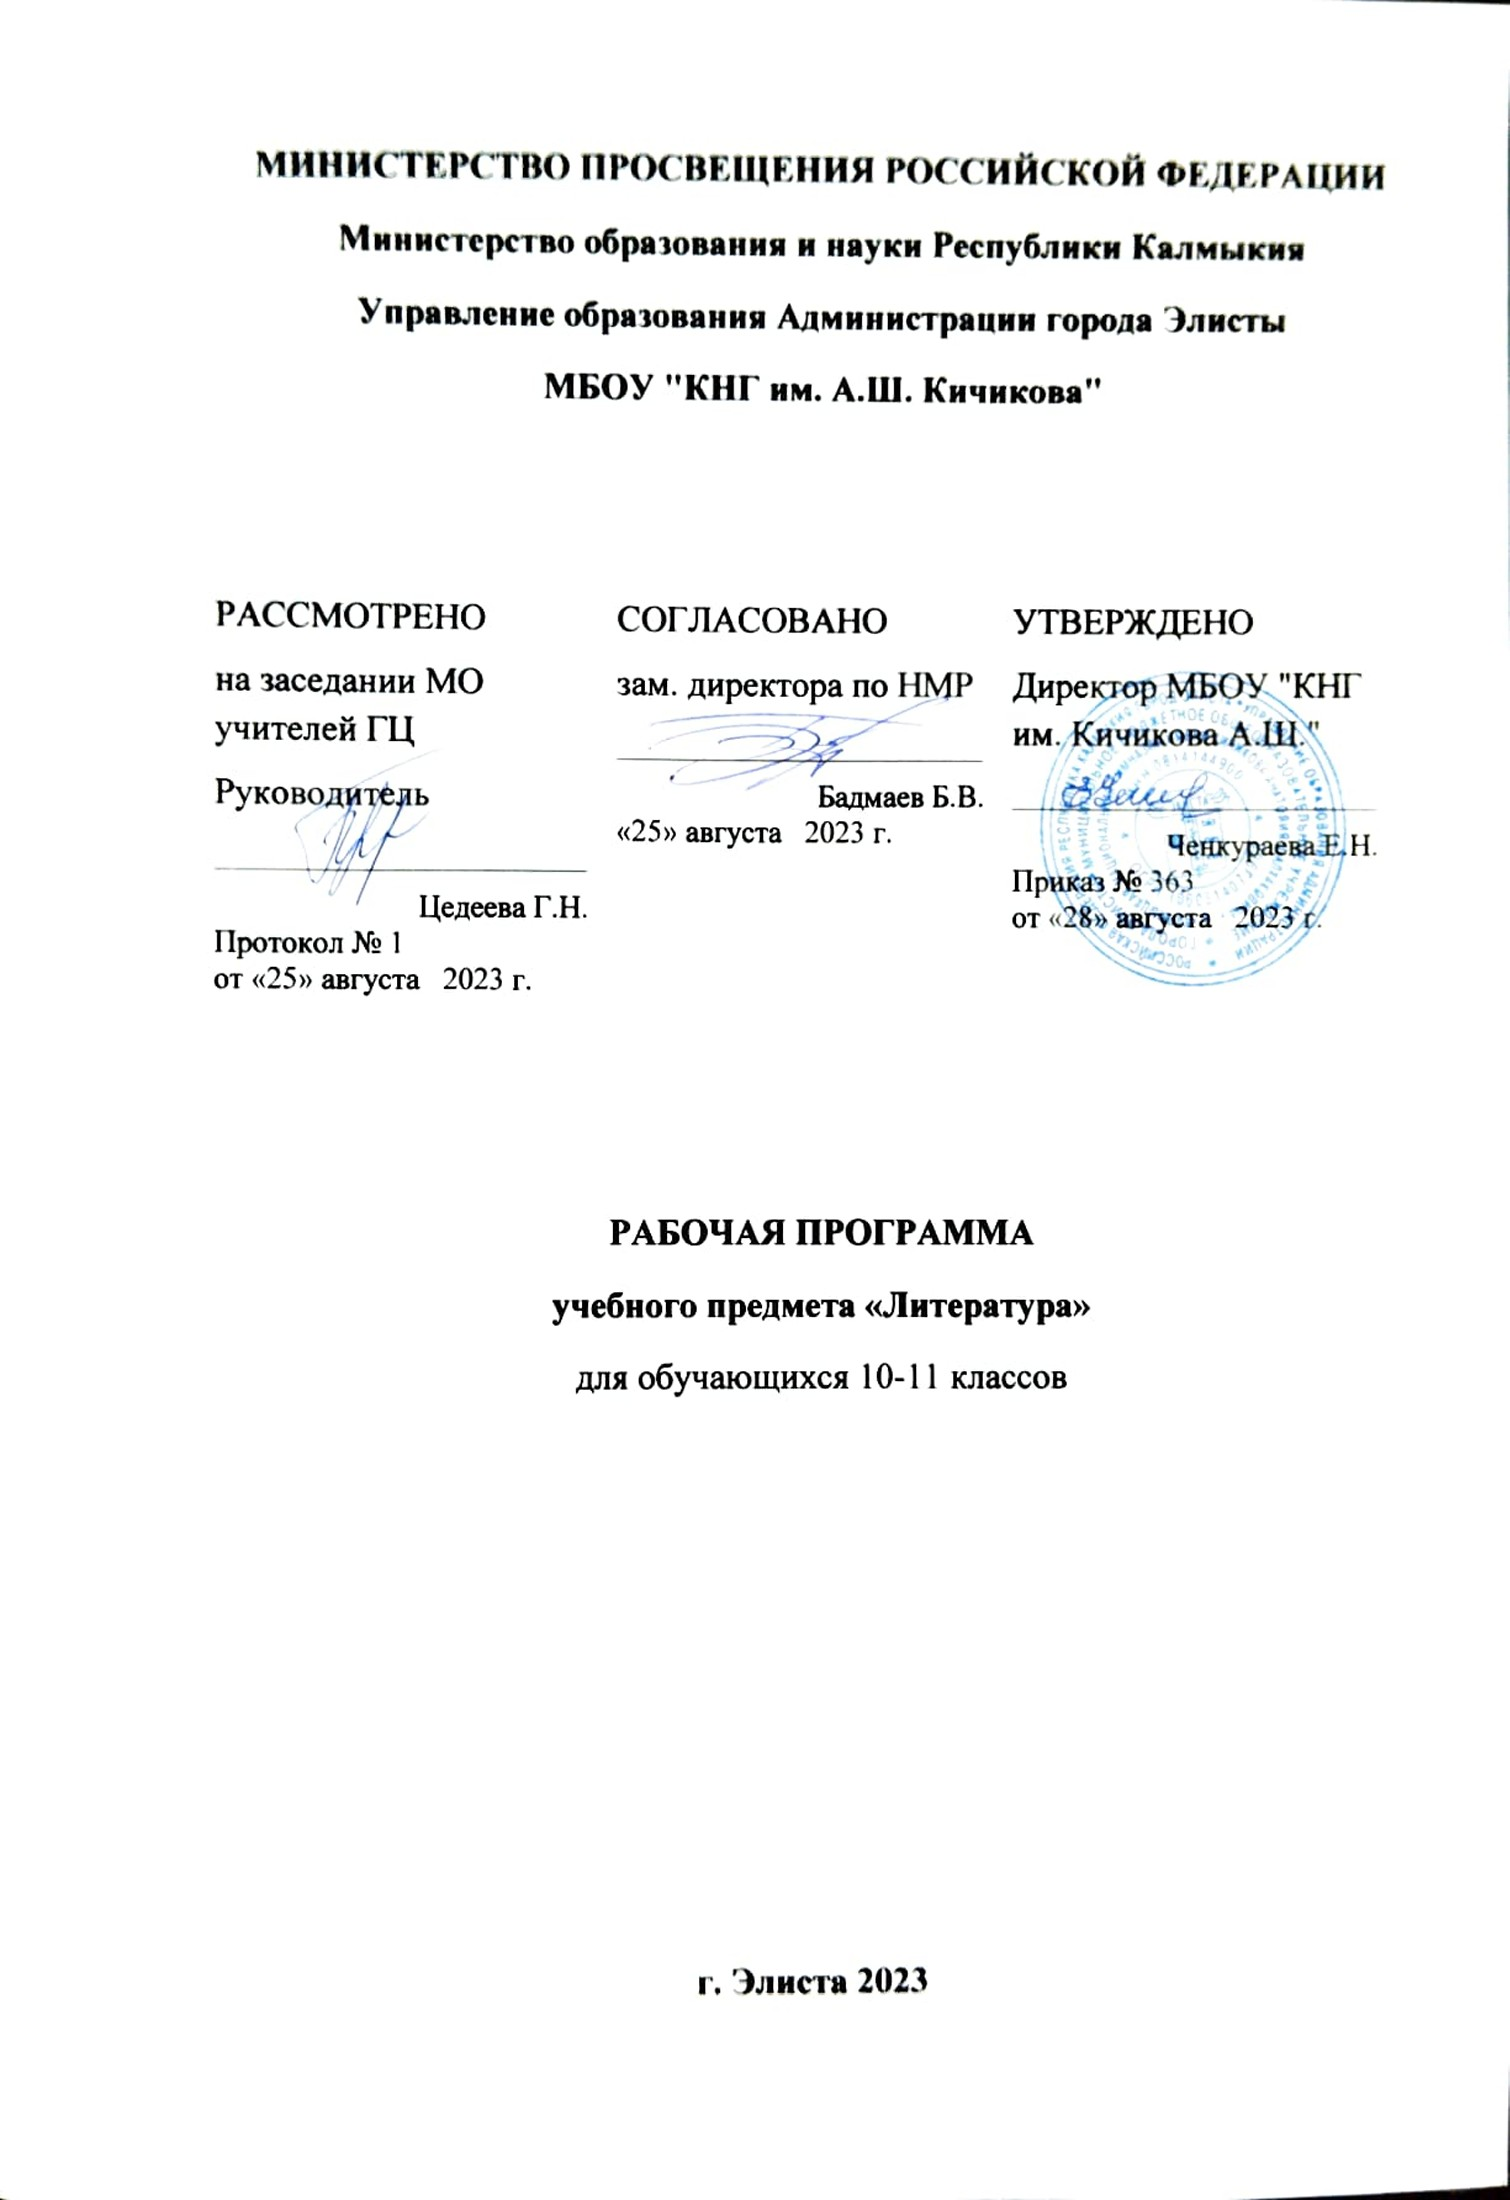 МИНИСТЕРСТВО ПРОСВЕЩЕНИЯ РОССИЙСКОЙ ФЕДЕРАЦИИ
Министерство образования и науки Республики Калмыкия
Управление образования Администрации города Элисты
МБОУ "КНГ им. А.Ш. Кичикова"
РАССМОТРЕНО
на заседании МО
учителей ГЦ
Руководитель
Цедеева Г.Н.
Протокол № 1
от «25» августа 2023 г.
СОГЛАСОВАНО
зам. директора по НМР
Бадмаев Б.В.
«25» августа 2023 г.
УТВЕРЖДЕНО
Директор МБОУ "КНГ
им. Кичикова А.Ш."
Ченкураева Е.Н.
Приказ № 363
от «28» августа 2023 г.
РАБОЧАЯ ПРОГРАММА
учебного предмета «Литература»
для обучающихся 10-11 классов
г. Элиста 2023